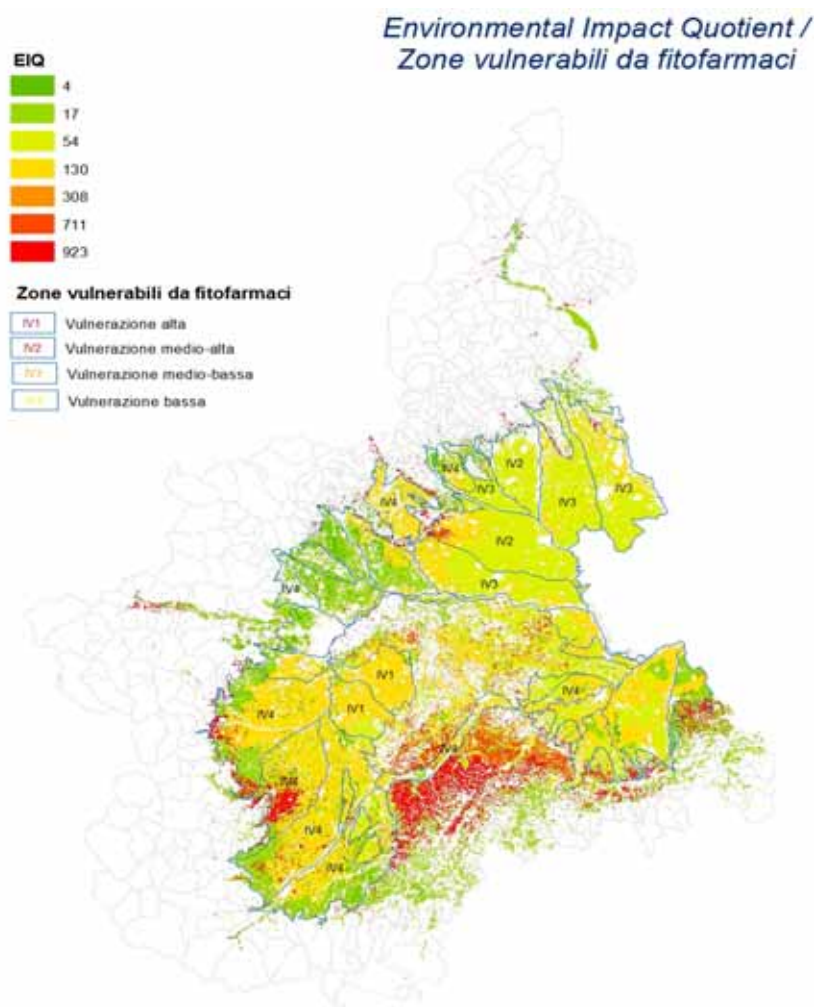 Environmental Impact Quotient /
Zone vulnerabili da fitofarmaci
EIQ
4
17
54
130
308
711
923
Zone vulnerabili da fitofarmaci
IV1 Vulnerazione alta
IV2 Vulnerazione medio-alta
IV3 Vulnerazione medio-bassa
Vulnerazione bassa
IV4
IV2
IV3
IV4
IV3
IV3
IV2
IV3
IV4
IV1
IV4
IV1
IV4
IV4
IV4